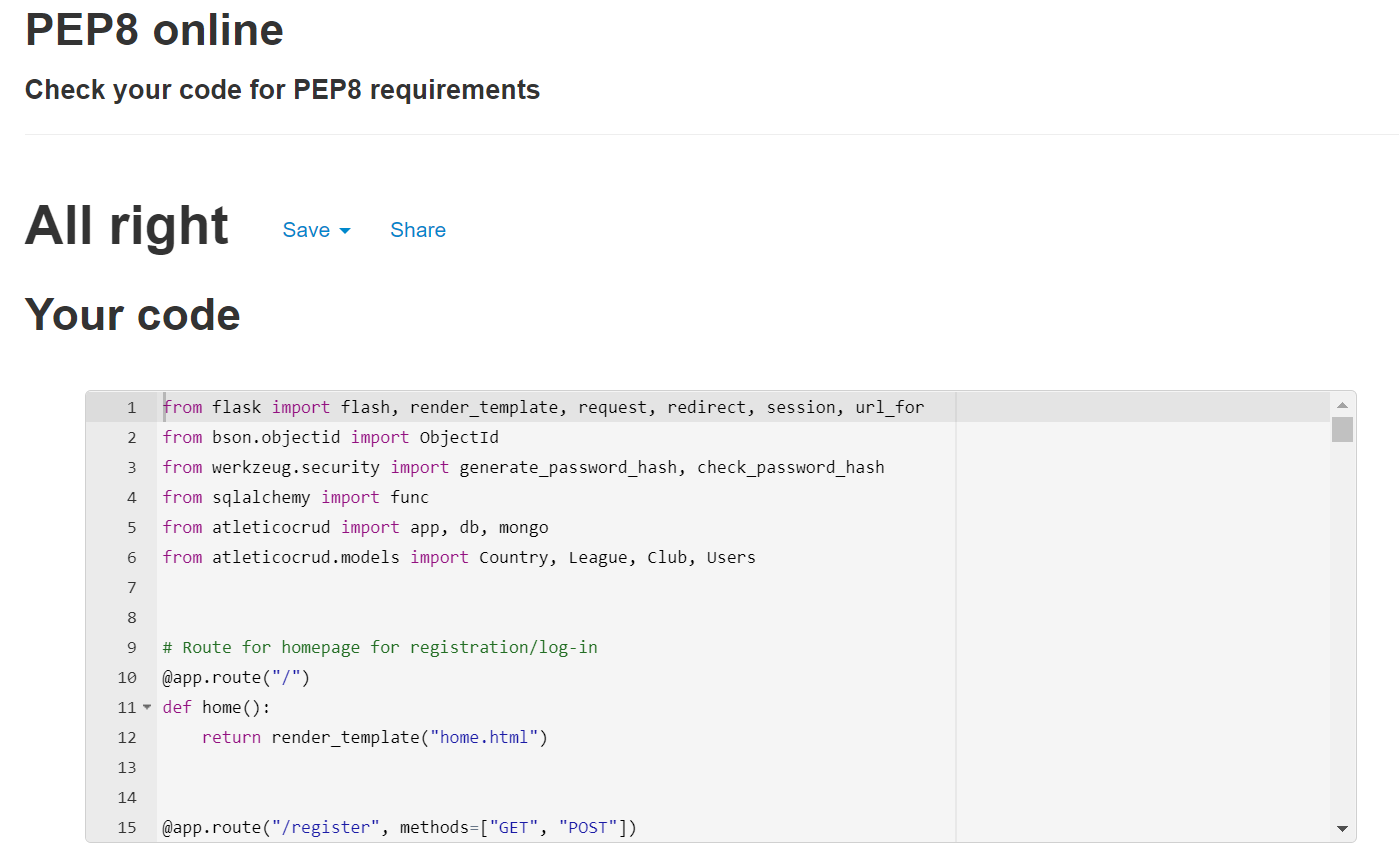 PEP8 online
Check your code for PEP8 requirements
All right Save Share
Your code
1 from flask import flash, render_template, request, redirect, session, url_for
2 from bson.objectid import ObjectId
3 from werkzeug.security import generate_password_hash, check_password_hash
4 from sqlalchemy import func
5 from atleticocrud import app, db, mongo
6 from atleticocrud.models import Country, League, Club, Users
7
8
9 # Route for homepage for registration/log-in
10 @app.route("/")
11 def home():
12     return render_template("home.html")
13
14
15 @app.route("/register", methods=["GET", "POST"])